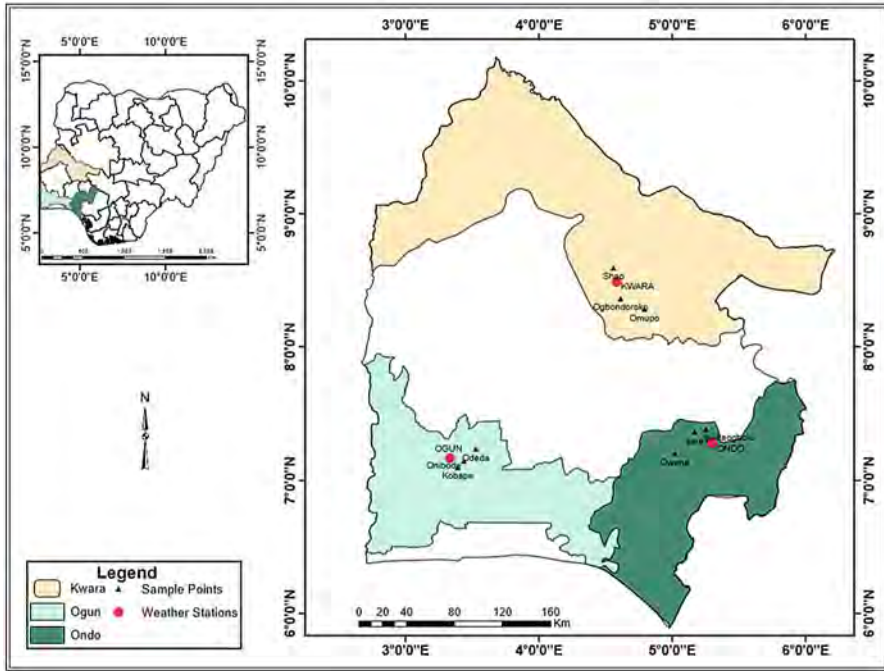 5°0'0"E 10°0'0"E
15°0'0"N
10°0'0"N
5°0'0"N
15°0'0"N
10°0'0"N
5°0'0"N
5°0'0"E 10°0'0"E
N
3°0'0"E 4°0'0"E 5°0'0"E 6°0'0"E
10°0'0"N
9°0'0"N
8°0'0"N
7°0'0"N
6°0'0"N
10°0'0"N
9°0'0"N
8°0'0"N
7°0'0"N
6°0'0"N
Shao
KWARA
Ogbondoroko
Omupo
OGUN
Odeda
Kobape
ONDO
Owena
0 20 40 80 120 160
Km
3°0'0"E 4°0'0"E 5°0'0"E 6°0'0"E
Legend
Kwara Sample Points
Ogun Weather Stations
Ondo